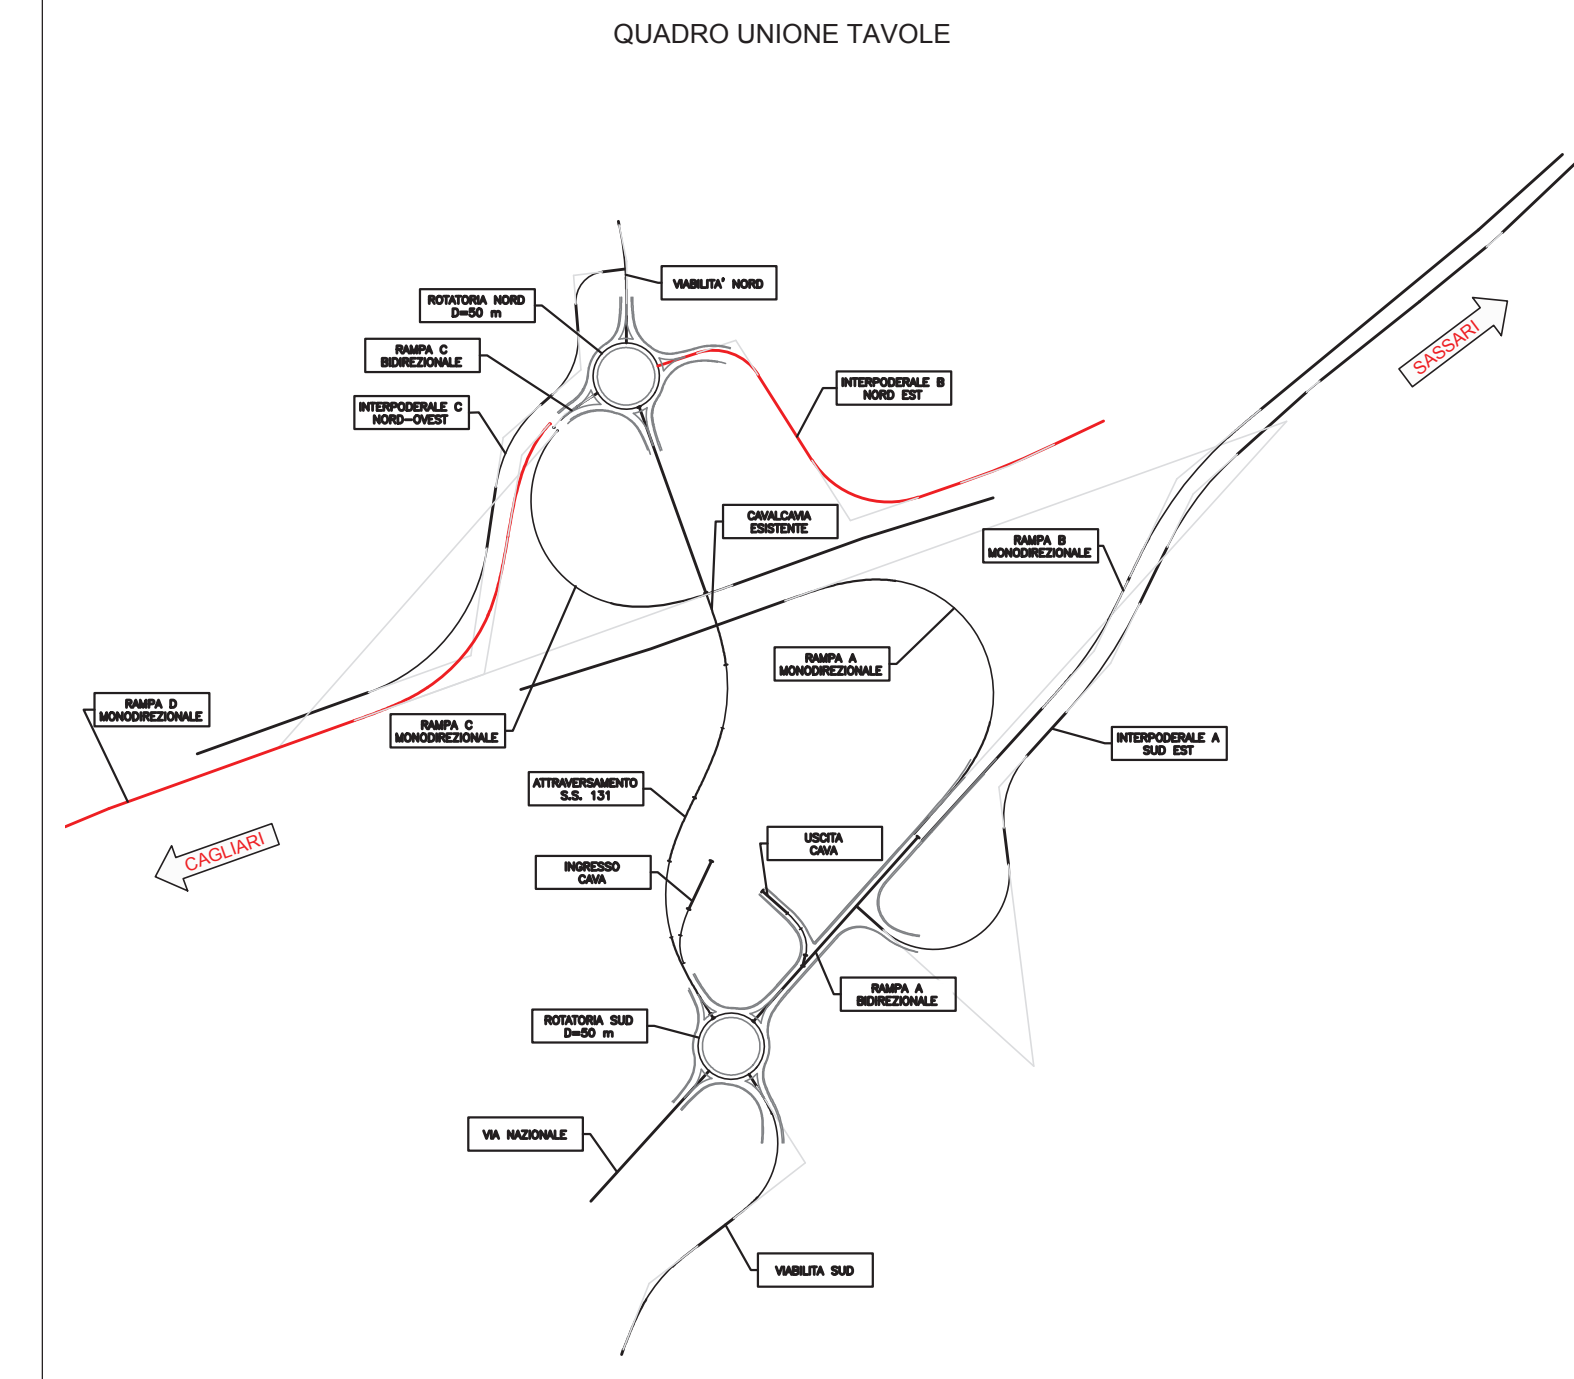 QUADRO UNIONE TAVOLE
VIABILITA' NORD
ROTATORIA NORD
D=50 m
SASSARI
RAMPA C
BIDIREZIONALE
INTERPODERALE B
NORD EST
INTERPODERALE C
NORD-OVEST
CAVALCAVIA
ESISTENTE
RAMPA B
MONODIREZIONALE
RAMPA A
MONODIREZIONALE
RAMPA D
MONODIREZIONALE
RAMPA C
MONODIREZIONALE
INTERPODERALE A
SUD EST
ATTRAVERSAMENTO
S.S. 131
CAGLIARI
USCITA
CAVA
INGRESSO
CAVA
RAMPA A
BIDIREZIONALE
ROTATORIA SUD
D=50 m
VIA NAZIONALE
VIABILITA SUD